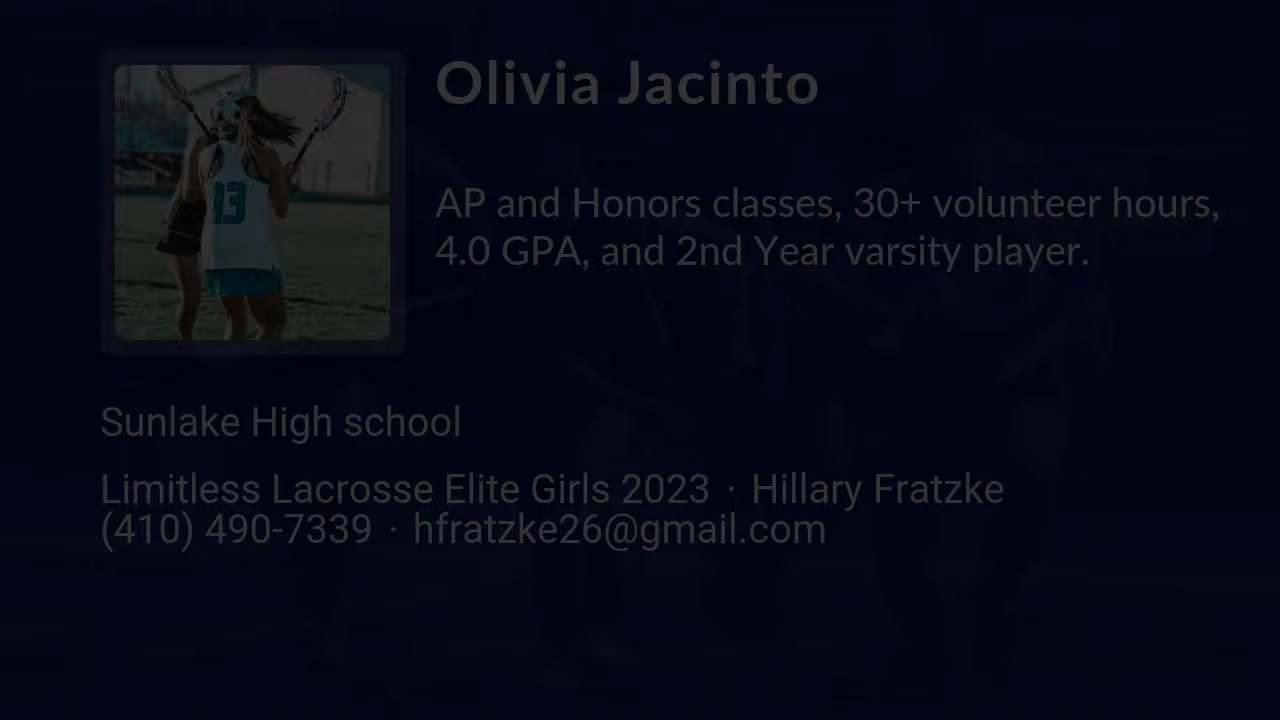 Olivia Jacinto
13
AP and Honors classes, 30+ volunteer hours,
4.0 GPA, and 2nd Year varsity player.
Sunlake High school
Limitless Lacrosse Elite Girls 2023 · Hillary Fratzke
(410) 490-7339 · hfratzke26@gmail.com